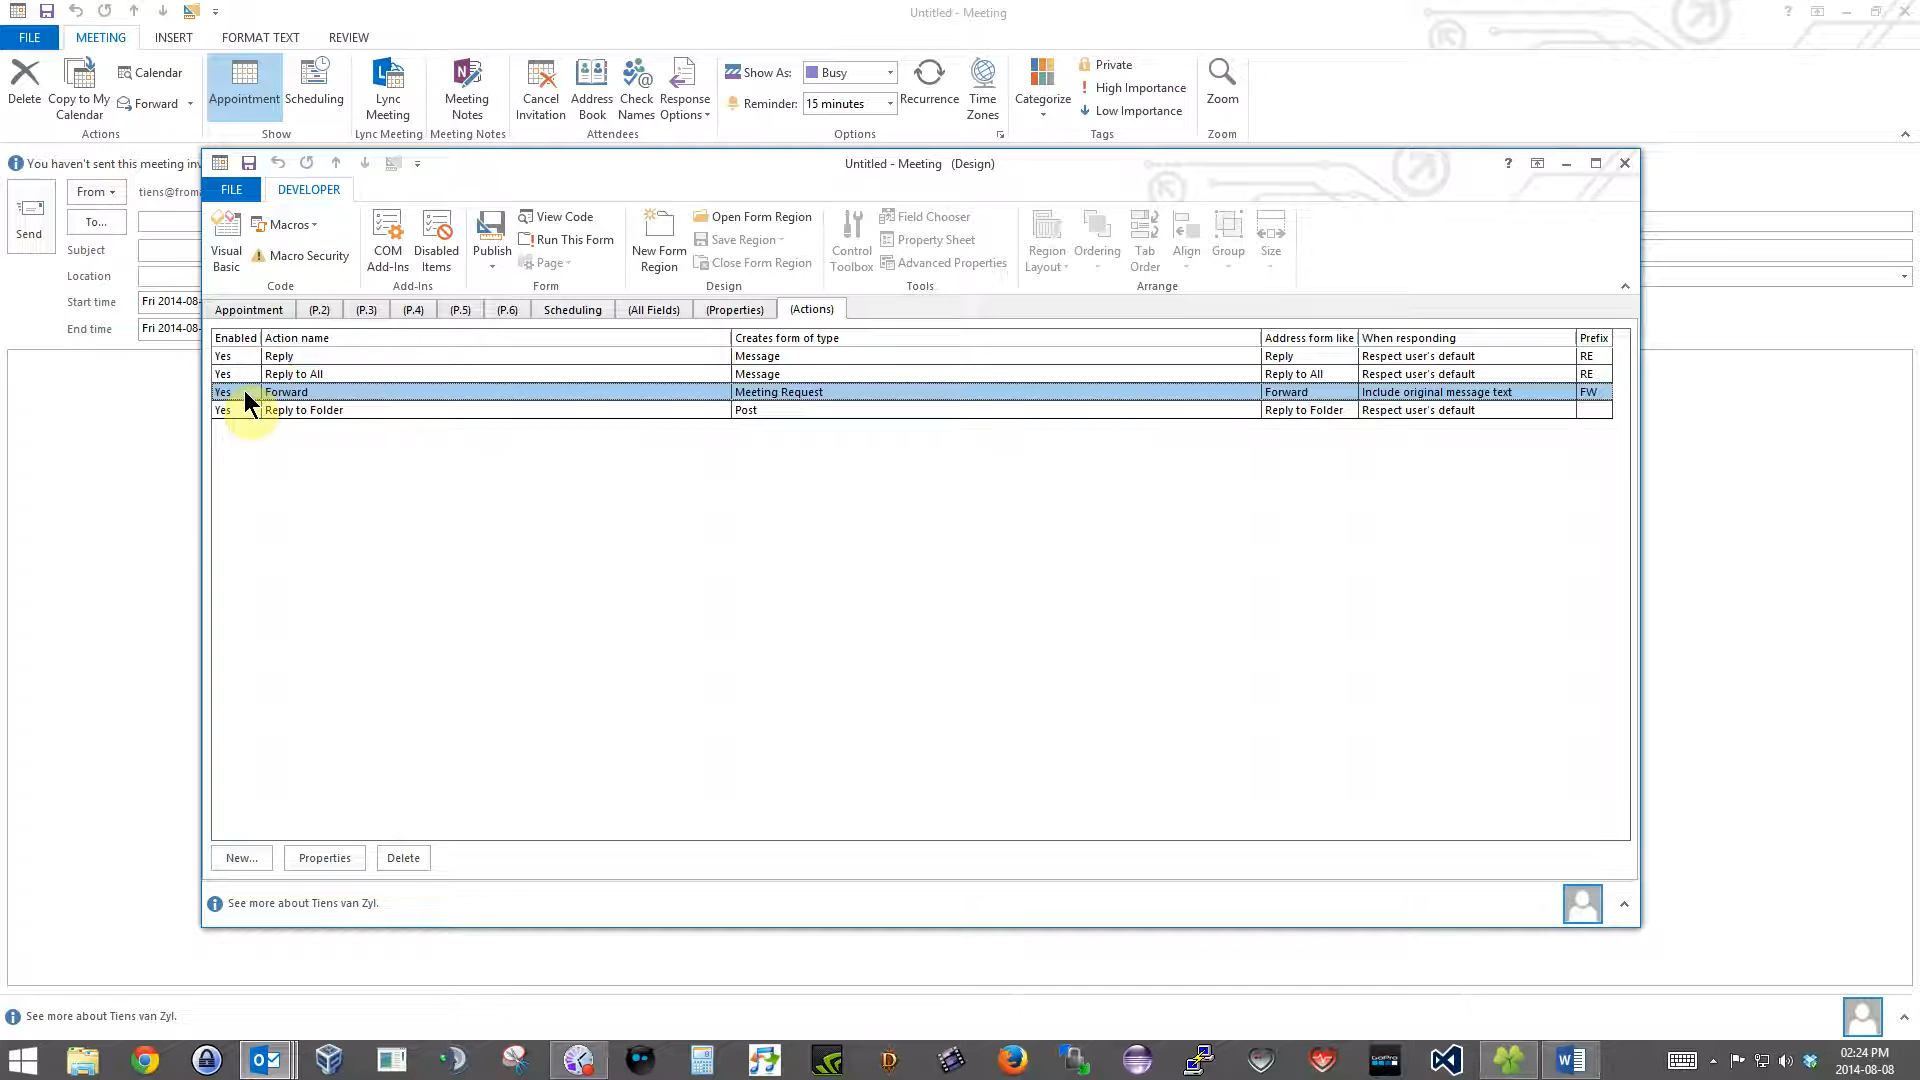 Untitled - Meeting
?
FILE MEETING INSERT FORMAT TEXT REVIEW
Delete
Copy to My Calendar
Calendar
Forward
Actions
Appointment
Scheduling
Show
Lync Meeting
Lync Meeting
Meeting Notes
Meeting Notes
Cancel Invitation
Address Book
Check Names
Response Options
Attendees
Show As: Busy
Reminder: 15 minutes
Recurrence
Time Zones
Options
Categorize
Private
High Importance
Low Importance
Tags
Zoom
Zoom
You haven't sent this meeting inv
Send
From
tiens@from
To...
Subject
Location
Start time Fri 2014-08-
End time Fri 2014-08-
Untitled - Meeting (Design)
?
FILE DEVELOPER
Visual Basic
Macros
Macro Security
Code
COM Add-Ins
Disabled Items
Add-Ins
Publish
View Code
Run This Form
Page
Form
New Form Region
Open Form Region
Save Region
Close Form Region
Design
Control Toolbox
Field Chooser
Property Sheet
Advanced Properties
Tools
Region Layout
Ordering
Tab Order
Align
Group
Size
Arrange
Appointment (P.2) (P.3) (P.4) (P.5) (P.6) Scheduling (All Fields) (Properties) (Actions)
Enabled Action name Creates form of type Address form like When responding Prefix
Yes Reply Message Reply Respect user's default RE
Yes Reply to All Message Reply to All Respect user's default RE
Yes Forward Meeting Request Forward Include original message text FW
Yes Reply to Folder Post Reply to Folder Respect user's default
New... Properties Delete
See more about Tiens van Zyl.
See more about Tiens van Zyl.
02:24 PM
2014-08-08